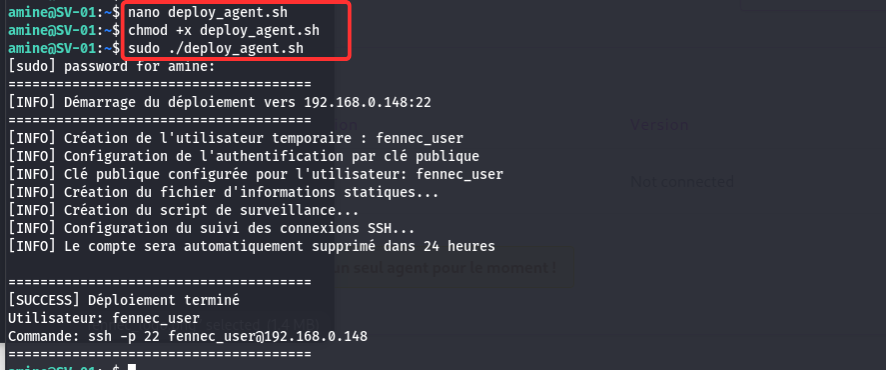 amine@SV-01:~$ nano deploy_agent.sh
amine@SV-01:~$ chmod +x deploy_agent.sh
amine@SV-01:~$ sudo ./deploy_agent.sh
[sudo] password for amine:
======================================
[INFO] Démarrage du déploiement vers 192.168.0.148:22
======================================
[INFO] Création de l'utilisateur temporaire : fennec_user
[INFO] Configuration de l'authentification par clé publique
Version
[INFO] Clé publique configurée pour l'utilisateur: fennec_user
[INFO] Création du fichier d'informations statiques...
Not connected
[INFO] Création du script de surveillance...
[INFO] Configuration du suivi des connexions SSH...
[INFO] Le compte sera automatiquement supprimé dans 24 heures
un seul agent pour le moment !
======================================
[SUCCESS] Déploiement terminé
Utilisateur: fennec_user
Commande: ssh -p 22 fennec_user@192.168.0.148
======================================
amine@SV-01:~$